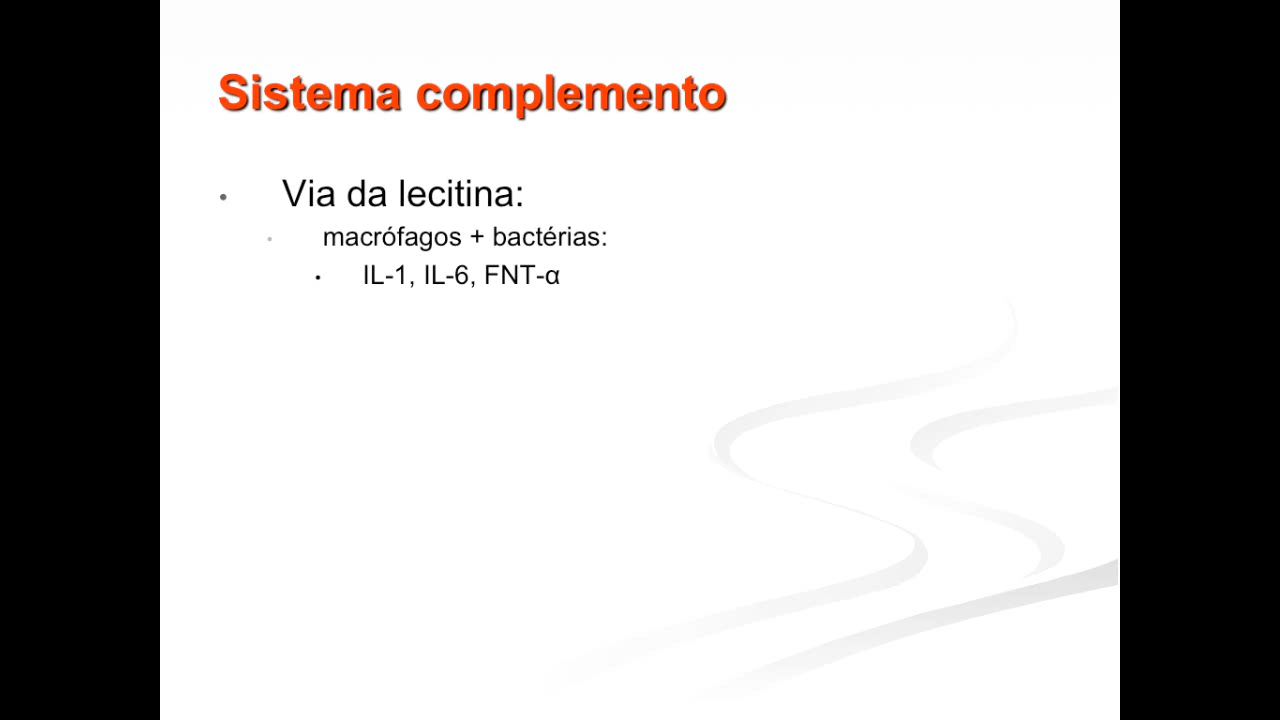 Sistema complemento
• Via da lecitina:
• macrófagos + bactérias:
• IL-1, IL-6, FNT-α